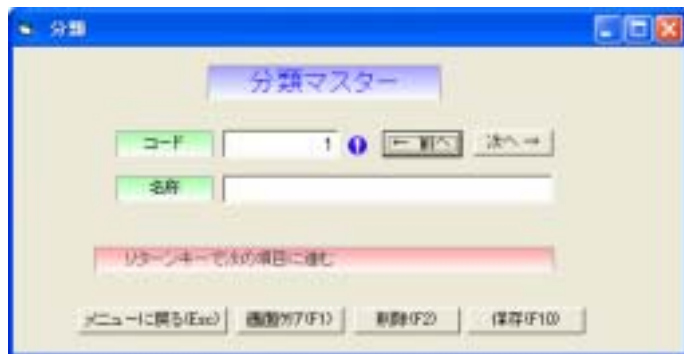 分類
分類マスター
コード 1 ← 前へ 次へ →
名称
リターンキーで次の項目に進む
メニューに戻る(Esc) 画面クリア(F1) 削除(F2) 保存(F10)